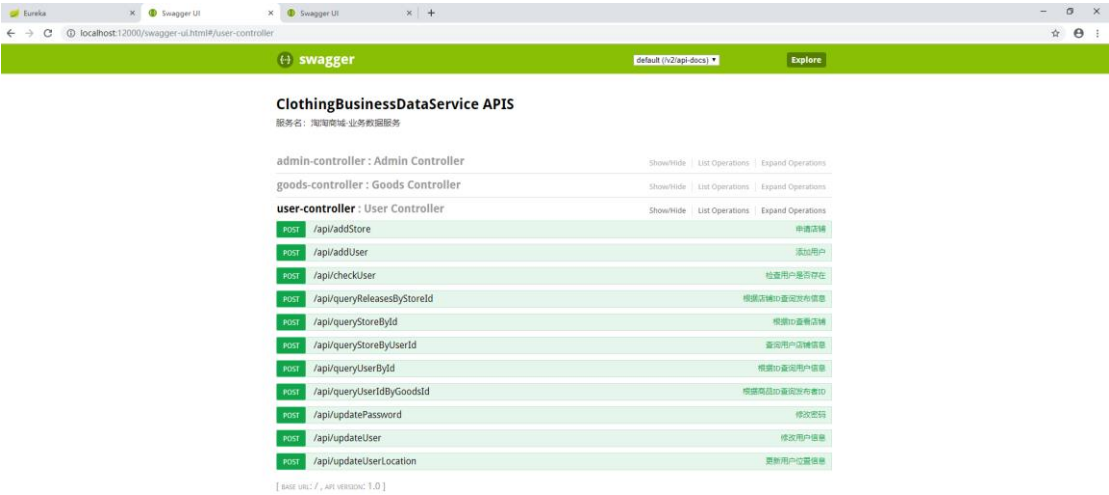 Eureka
Swagger UI
Swagger UI
localhost:12000/swagger-ui.html#/user-controller
swagger
default (/v2/api-docs)
Explore
ClothingBusinessDataService APIS
服务名：淘淘商城-业务数据服务
admin-controller : Admin Controller Show/Hide List Operations Expand Operations
goods-controller : Goods Controller Show/Hide List Operations Expand Operations
user-controller : User Controller Show/Hide List Operations Expand Operations
POST /api/addStore 申请店铺
POST /api/addUser 添加用户
POST /api/checkUser 检查用户是否存在
POST /api/queryReleasesByStoreId 根据店铺ID查询发布信息
POST /api/queryStoreById 根据ID查看店铺
POST /api/queryStoreByUserId 查询用户店铺信息
POST /api/queryUserById 根据ID查询用户信息
POST /api/queryUserIdByGoodsId 根据商品ID查询发布者ID
POST /api/updatePassword 修改密码
POST /api/updateUser 修改用户信息
POST /api/updateUserLocation 更新用户位置信息
[ BASE URL: / , API VERSION: 1.0 ]